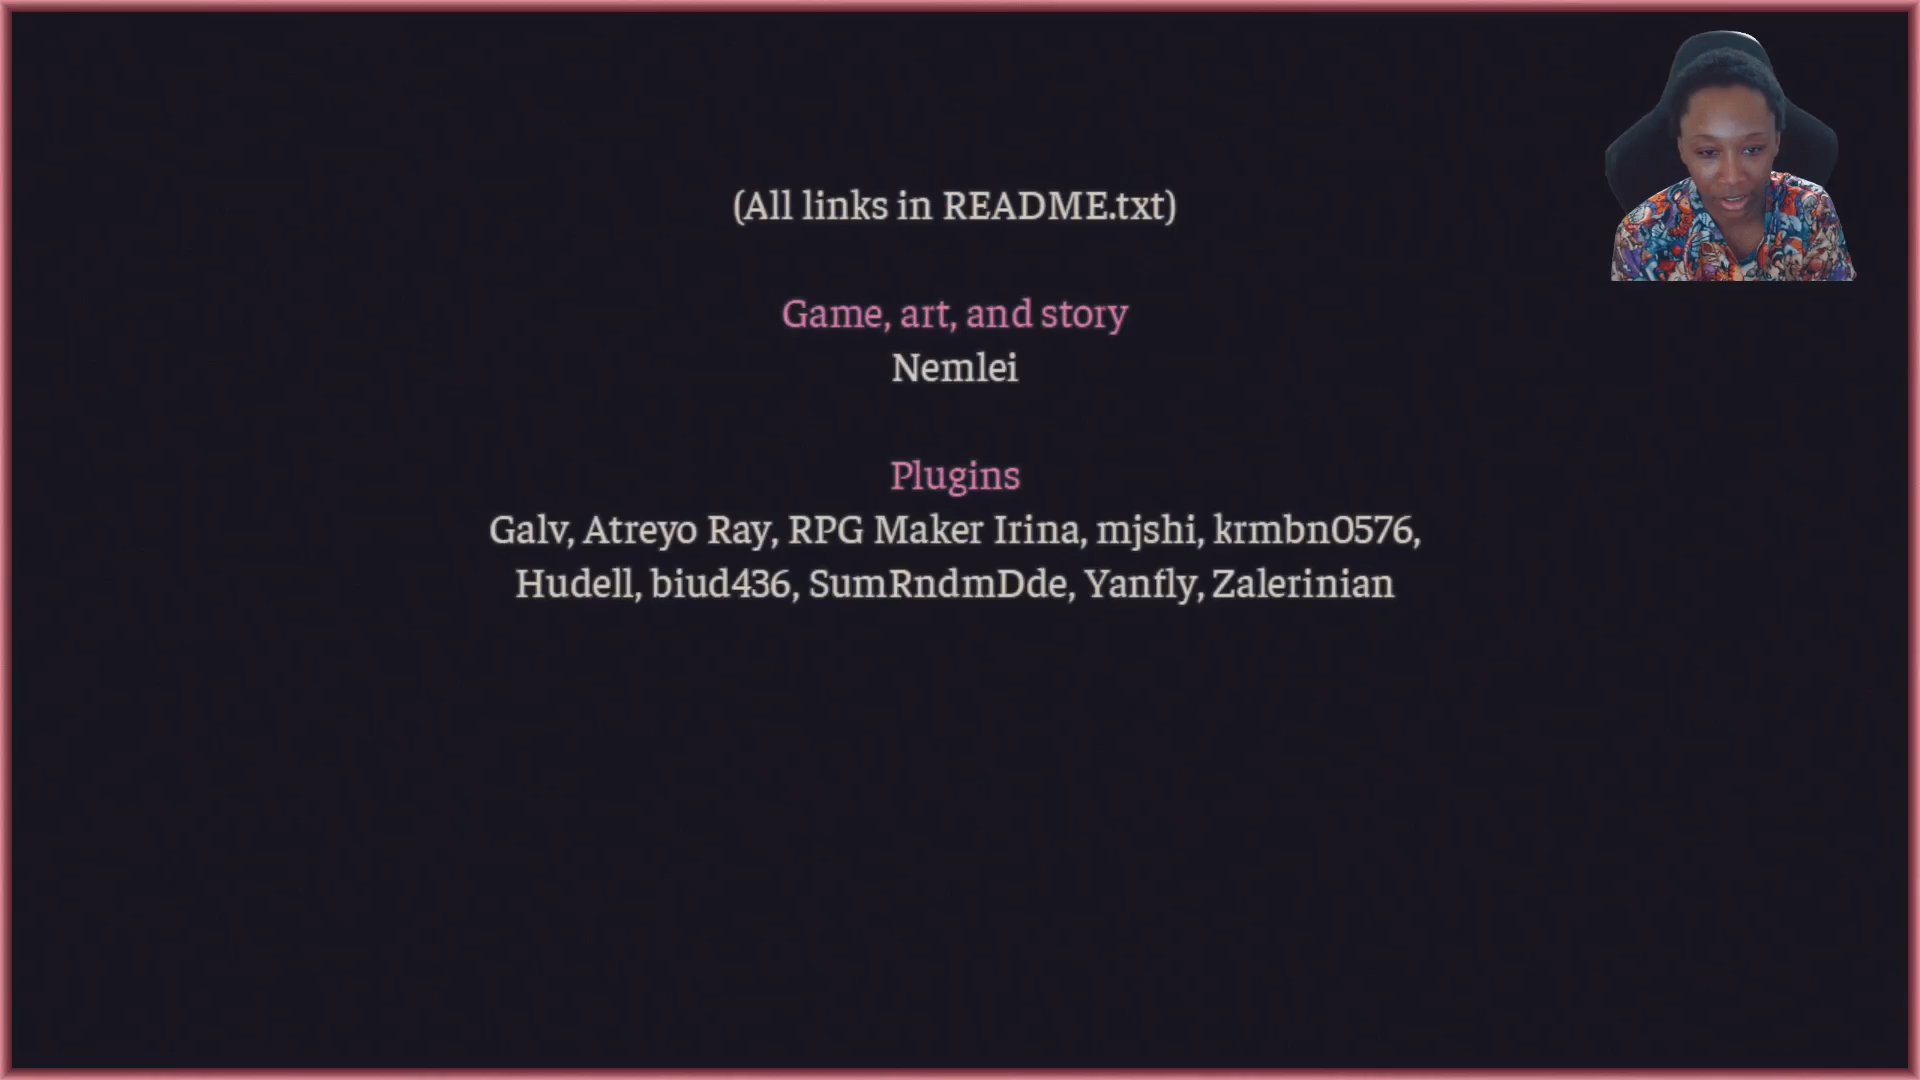 (All links in README.txt)
Game, art, and story
Nemlei
Plugins
Galv, Atreyo Ray, RPG Maker Irina, mjshi, krmbn0576,
Hudell, biud436, SumRndmDde, Yanfly, Zalerinian